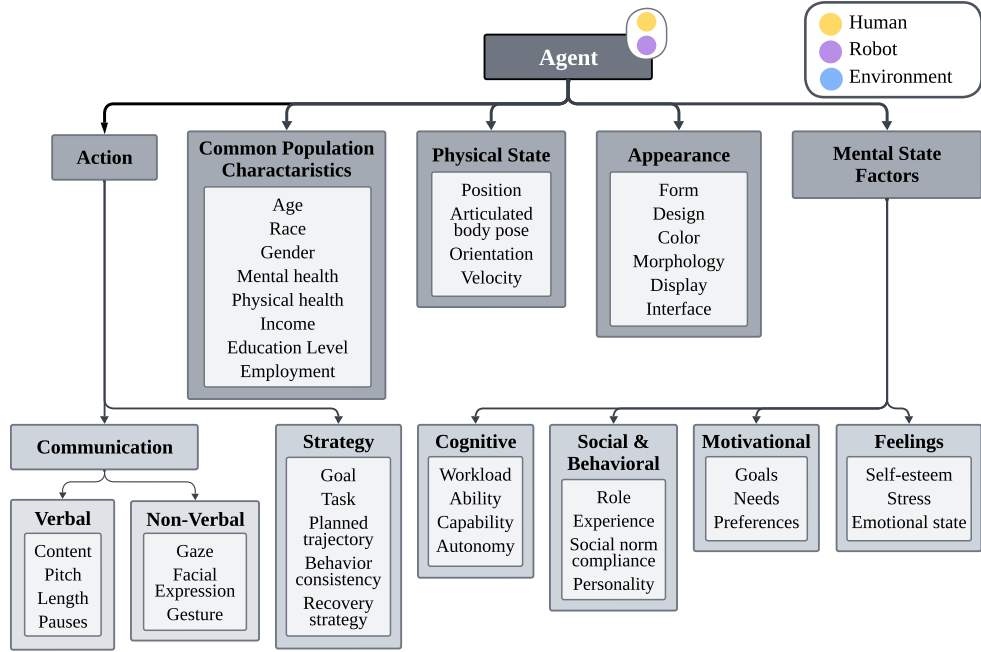 Agent
Human
Robot
Environment
Action
Common Population
Charactaristics
Age
Race
Gender
Mental health
Physical health
Income
Education Level
Employment
Physical State
Position
Articulated
body pose
Orientation
Velocity
Appearance
Form
Design
Color
Morphology
Display
Interface
Mental State
Factors
Communication
Verbal
Content
Pitch
Length
Pauses
Non-Verbal
Gaze
Facial
Expression
Gesture
Strategy
Goal
Task
Planned
trajectory
Behavior
consistency
Recovery
strategy
Cognitive
Workload
Ability
Capability
Autonomy
Social &
Behavioral
Role
Experience
Social norm
compliance
Personality
Motivational
Goals
Needs
Preferences
Feelings
Self-esteem
Stress
Emotional state